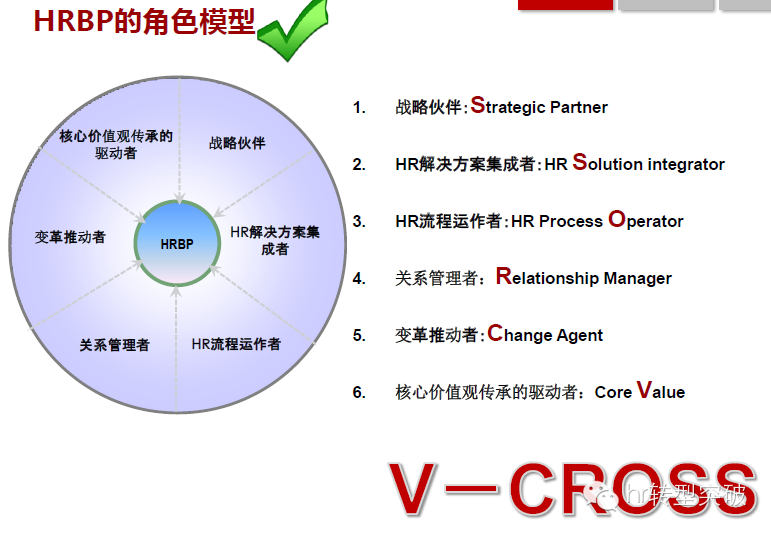 HRBP的角色模型
核心价值观传承的
驱动者
战略伙伴
变革推动者
HRBP
HR解决方案集
成者
关系管理者
HR流程运作者
1. 战略伙伴：Strategic Partner
2. HR解决方案集成者：HR Solution integrator
3. HR流程运作者：HR Process Operator
4. 关系管理者：Relationship Manager
5. 变革推动者：Change Agent
6. 核心价值观传承的驱动者：Core Value
V－CROSS
hr转型突破